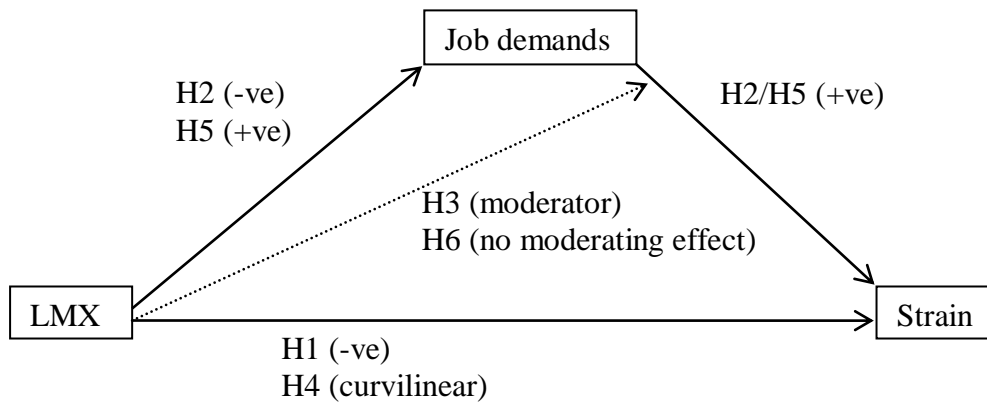 Job demands
H2 (-ve)
H5 (+ve)
H2/H5 (+ve)
H3 (moderator)
H6 (no moderating effect)
LMX
Strain
H1 (-ve)
H4 (curvilinear)